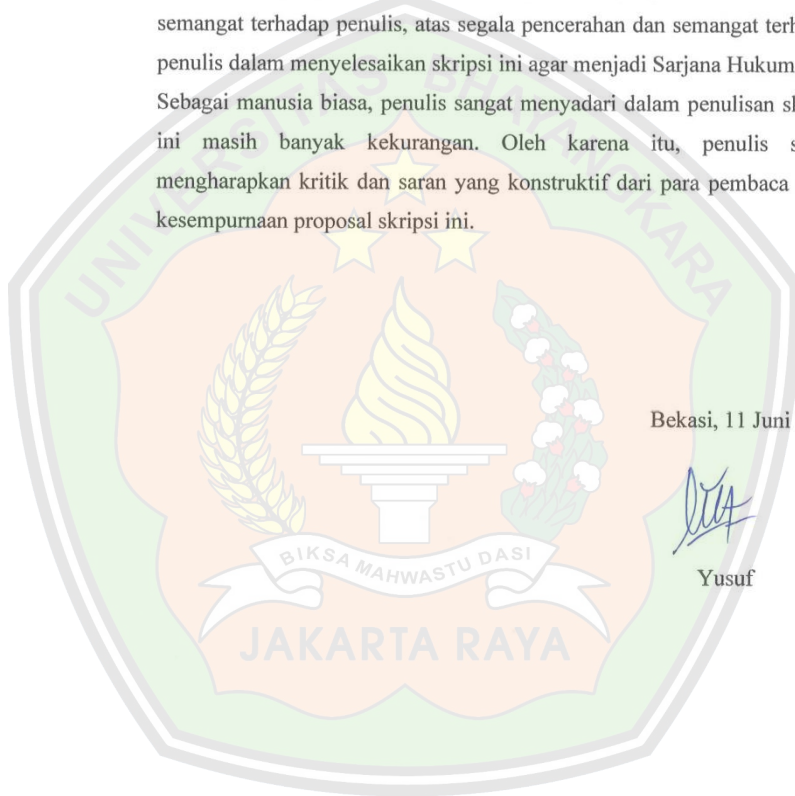 semangat terhadap penulis, atas segala pencerahan dan semangat
penulis dalam menyelesaikan skripsi ini agar menjadi Sarjana Hukum
Sebagai manusia biasa, penulis sangat menyadari dalam penulisan
ini masih banyak kekurangan. Oleh karena itu, penulis
mengharapkan kritik dan saran yang konstruktif dari para pembaca
kesempurnaan proposal skripsi ini.
UNIVERSITAS BHAYANGKARA
Bekasi, 11 Juni
Yusuf
BIKSA MAHWASTU DASI
JAKARTA RAYA